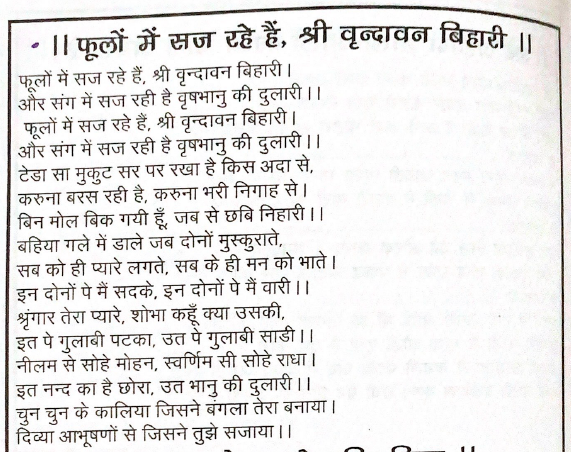 || फूलों में सज रहे हैं, श्री वृन्दावन बिहारी ||
फूलों में सज रहे हैं, श्री वृन्दावन बिहारी।
और संग में सज रही है वृषभानु की दुलारी।।
फूलों में सज रहे हैं, श्री वृन्दावन बिहारी।
और संग में सज रही है वृषभानु की दुलारी।।
टेडा सा मुकुट सर पर रखा है किस अदा से,
करुना बरस रही है, करुना भरी निगाह से।
बिन मोल बिक गयी हूँ, जब से छबि निहारी।।
बहिया गले में डाले जब दोनों मुस्कुराते,
सब को ही प्यारे लगते, सब के ही मन को भाते।
इन दोनों पे मैं सदके, इन दोनों पे मैं वारी।।
श्रृंगार तेरा प्यारे, शोभा कहूँ क्या उसकी,
इत पे गुलाबी पटका, उत पे गुलाबी साडी।।
नीलम से सोहे मोहन, स्वर्णिम सी सोहे राधा।
इत नन्द का है छोरा, उत भानु की दुलारी।।
चुन चुन के कालिया जिसने बंगला तेरा बनाया।
दिव्या आभूषणों से जिसने तुझे सजाया।।